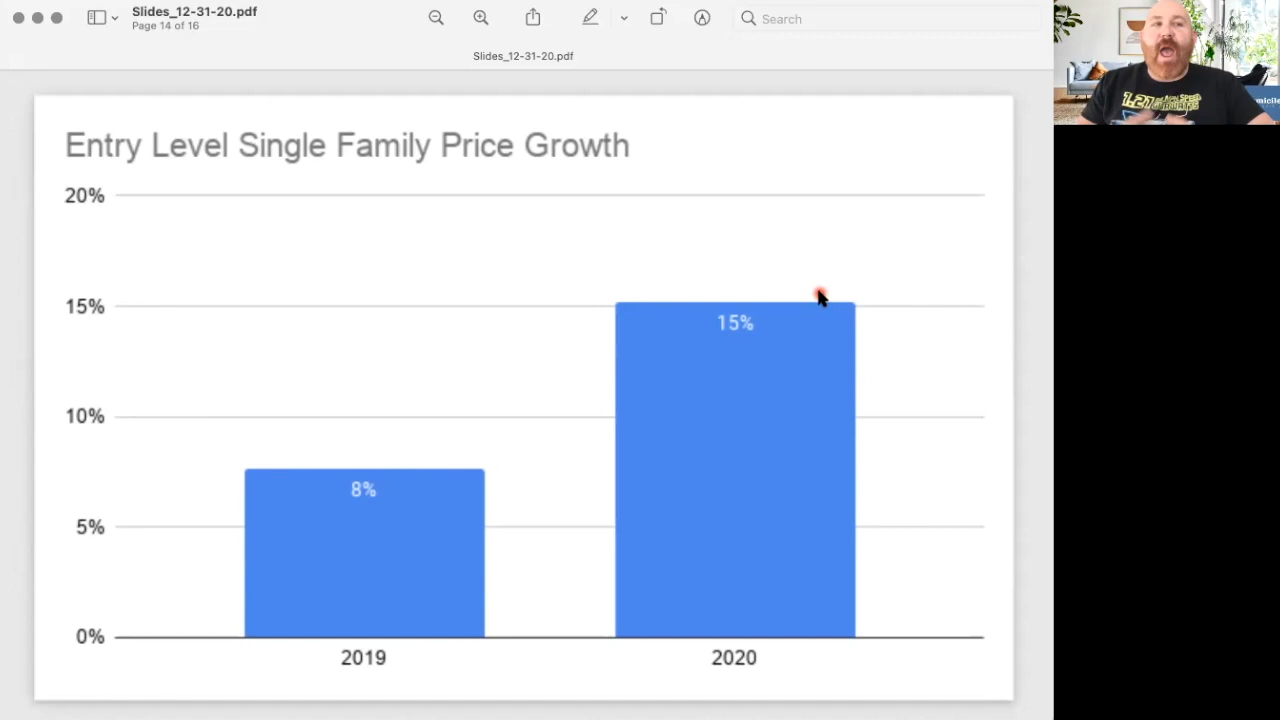 Slides_12-31-20.pdf
Page 14 of 16
Search
Slides_12-31-20.pdf
Entry Level Single Family Price Growth
20%
15%
10%
5%
0%
15%
8%
2019
2020